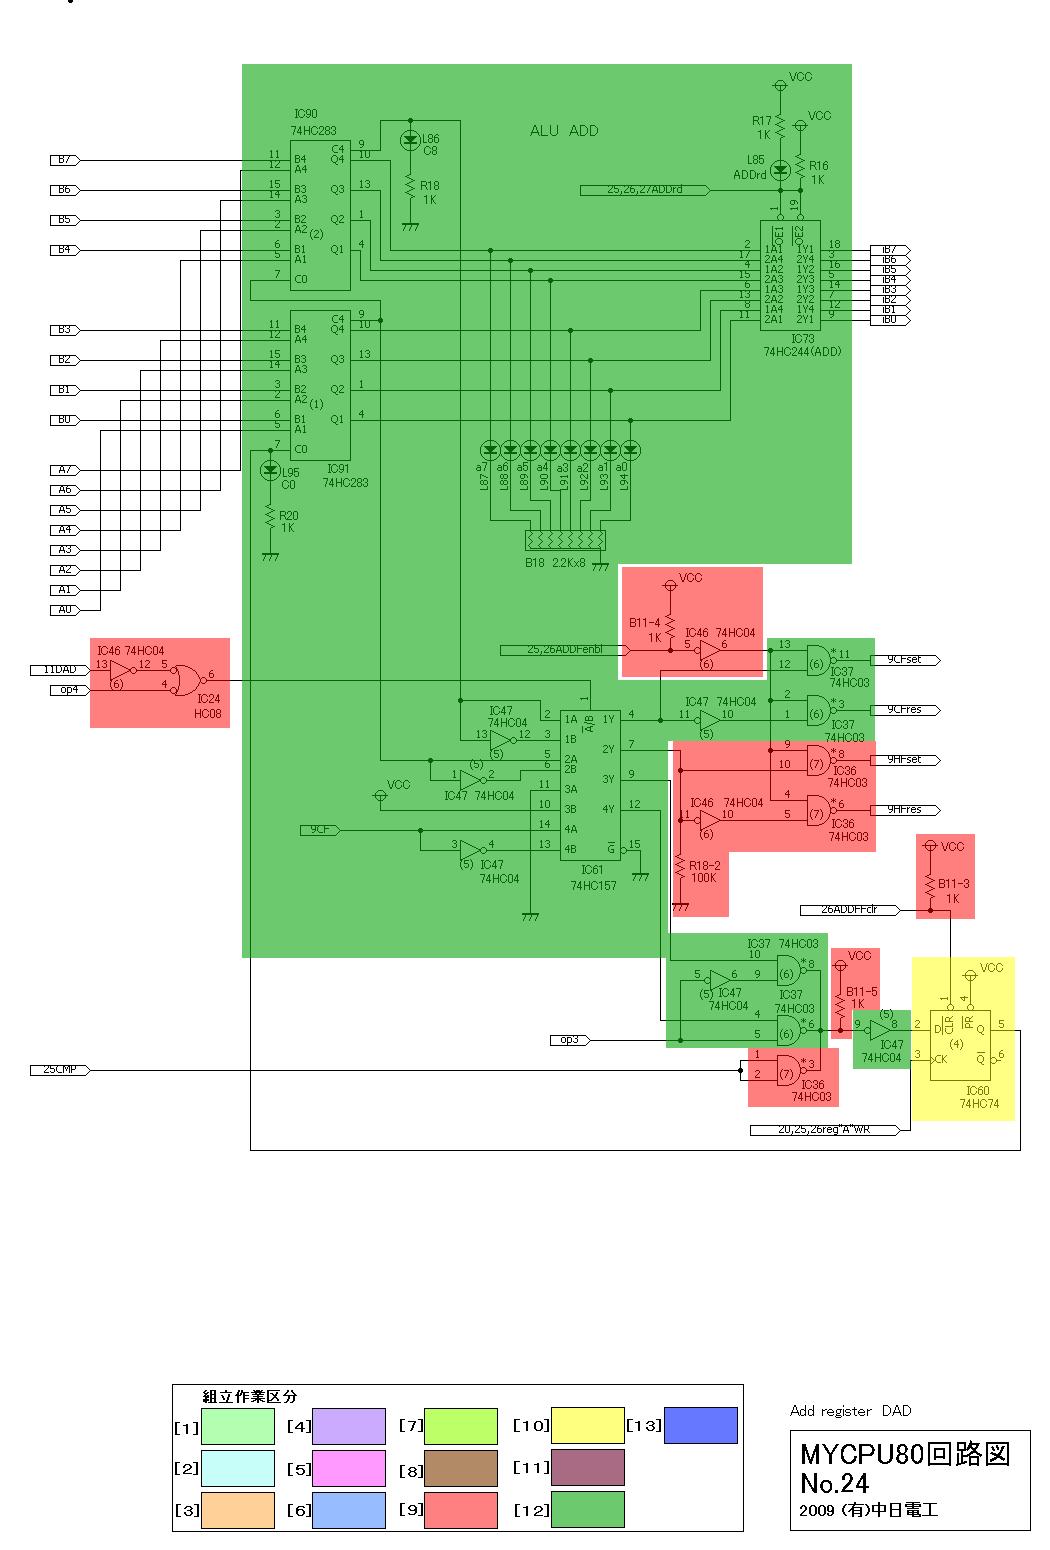 VCC
VCC
R17
1K
L85
ADDrd
R16
1K
ALU ADD
25,26,27ADDrd
IC90
74HC283
L86
C8
R18
1K
B7
B6
B5
B4
B3
B2
B1
B0
A7
A6
A5
A4
A3
A2
A1
A0
11 B4 C4 9
12 A4 Q4 10
15 B3 Q3 13
14 A3
3 B2 Q2 1
2 A2 (2)
6 B1 Q1 4
5 A1
7 C0
11 B4 C4 9
12 A4 Q4 10
15 B3 Q3 13
14 A3
3 B2 Q2 1
2 A2 (1)
6 B1 Q1 4
5 A1
7 C0
IC91
74HC283
L95
C0
R20
1K
1 19
OE1 OE2
2 1A1 1Y1 18 iB7
17 2A4 2Y4 3 iB6
4 1A2 1Y2 16 iB5
15 2A3 2Y3 5 iB4
6 1A3 1Y3 14 iB3
13 2A2 2Y2 7 iB2
8 1A4 1Y4 12 iB1
11 2A1 2Y1 9 iB0
IC73
74HC244(ADD)
a7 a6 a5 a4 a3 a2 a1 a0
L87 L88 L89 L90 L91 L92 L93 L94
B18 2.2Kx8
VCC
B11-4
1K
IC46 74HC04
25,26ADDFenbl
5 6
(6)
13 *11
12 (6)
IC37
74HC03
9CFset
IC46 74HC04
11DAD
13 12 5
(6)
op4
4 6
IC24
HC08
IC47 74HC04
11 10
(5)
2 *3
1 (6)
IC37
74HC03
9CFres
9 *8
10 (7)
IC36
74HC03
9HFset
IC46 74HC04
11 10
(6)
4 *6
5 (7)
IC36
74HC03
9HFres
R18-2
100K
IC47
74HC04
13 12
(5)
(5)
1 2
IC47 74HC04
VCC
9CF
3 4
(5) IC47
74HC04
1
A/B
2 1A 1Y 4
3 1B
5 2A 2Y 7
6 2B
11 3A 3Y 9
10 3B
14 4A 4Y 12
13 4B
G 15
IC61
74HC157
VCC
B11-3
1K
26ADDFFclr
IC37 74HC03
10 *8
5 6 9 (6)
(5) IC47
74HC04
IC37
74HC03
4 *6
5 (6)
op3
25CMP
1 *3
2 (7)
IC36
74HC03
VCC
B11-5
1K
(5)
9 8
IC47
74HC04
VCC
1 4
CLR PR
2 D Q 5
(4)
3 CK Q 6
IC60
74HC74
20,25,26reg"A"WR
組立作業区分
[1] [4] [7] [10] [13]
[2] [5] [8] [11]
[3] [6] [9] [12]
Add register DAD
MYCPU80回路図
No.24
2009 (有)中日電工